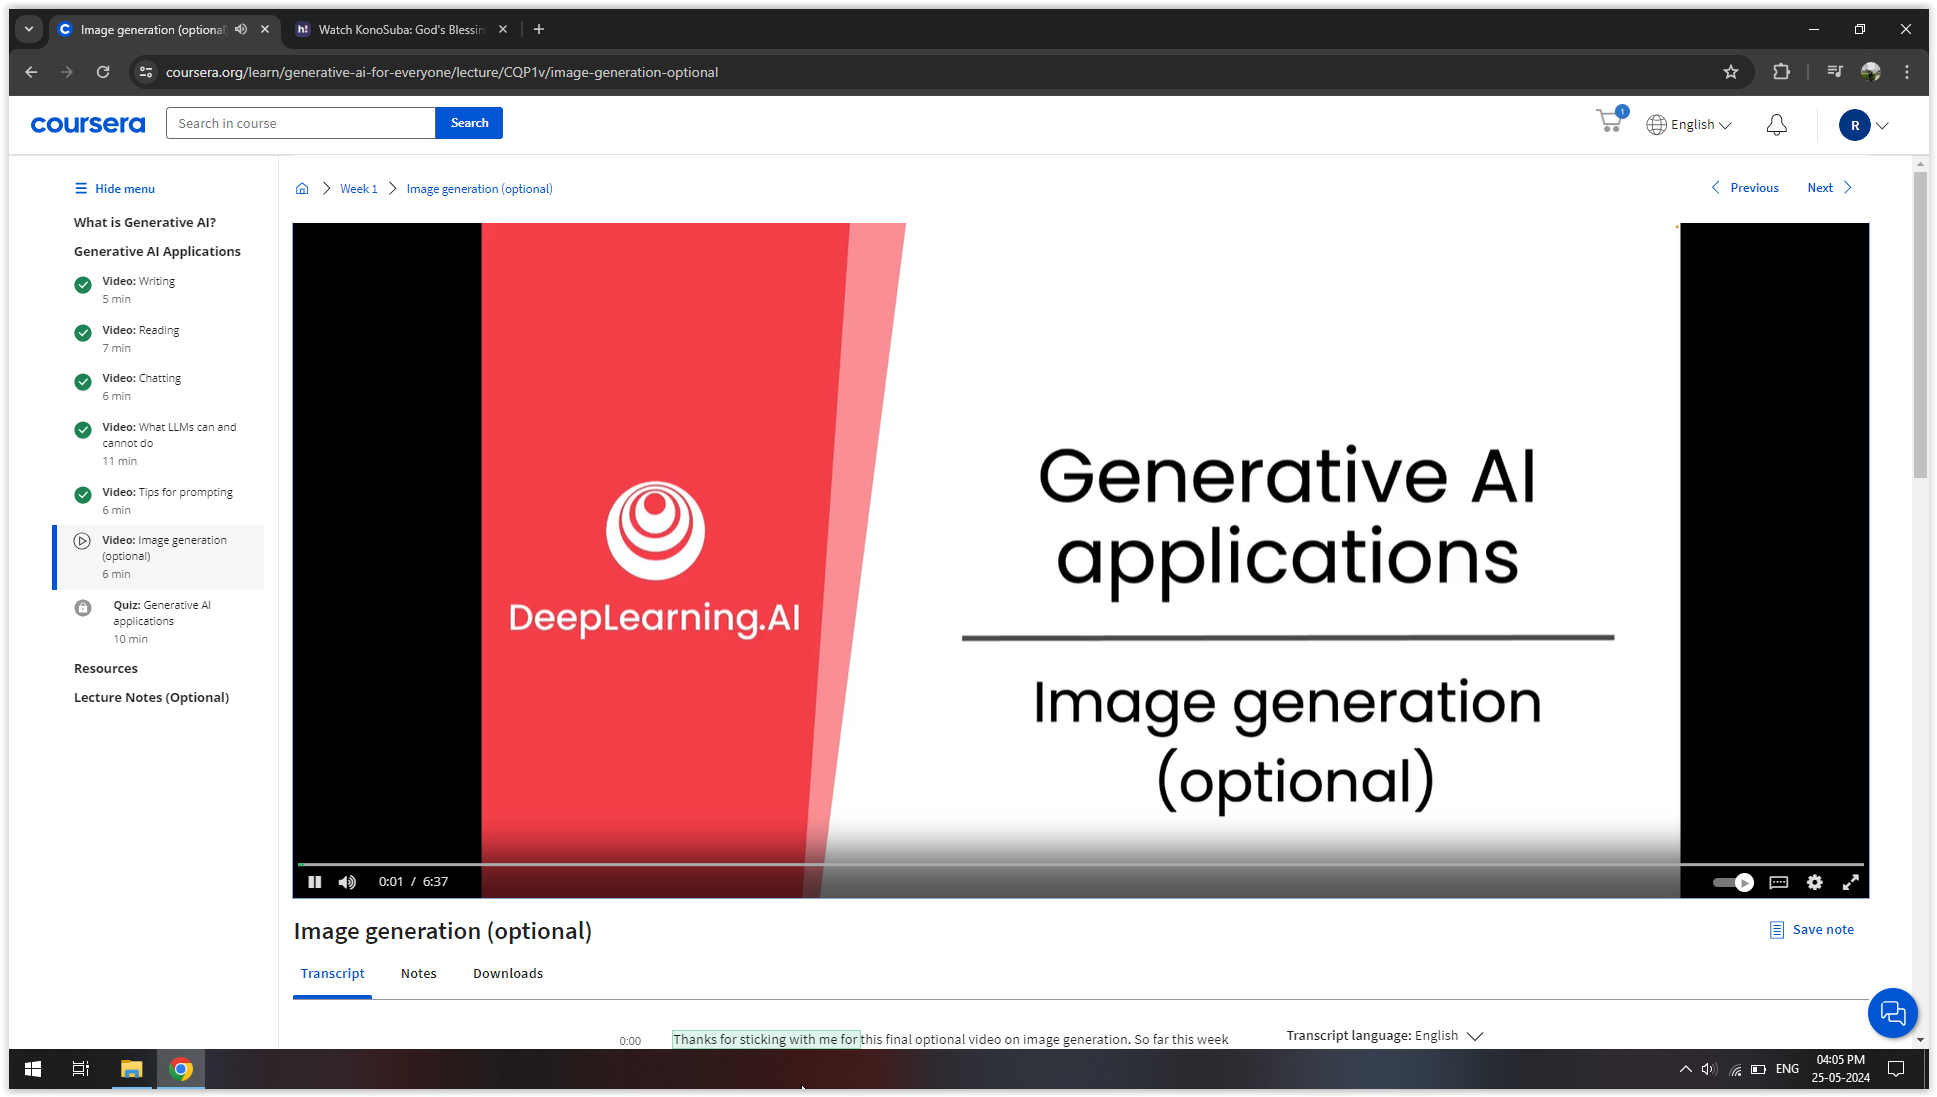 Image generation (optional)
Watch KonoSuba: God's Blessin
coursera.org/learn/generative-ai-for-everyone/lecture/CQP1v/image-generation-optional
coursera
Search in course
Search
1
English
R
Hide menu
Week 1
Image generation (optional)
Previous
Next
What is Generative AI?
Generative AI Applications
Video: Writing
5 min
Video: Reading
7 min
Video: Chatting
6 min
Video: What LLMs can and
cannot do
11 min
Video: Tips for prompting
6 min
Video: Image generation
(optional)
6 min
Quiz: Generative AI
applications
10 min
Resources
Lecture Notes (Optional)
DeepLearning.AI
Generative AI
applications
Image generation
(optional)
0:01 / 6:37
Image generation (optional)
Save note
Transcript
Notes
Downloads
0:00
Thanks for sticking with me for this final optional video on image generation. So far this week
Transcript language: English
ENG
04:05 PM
25-05-2024